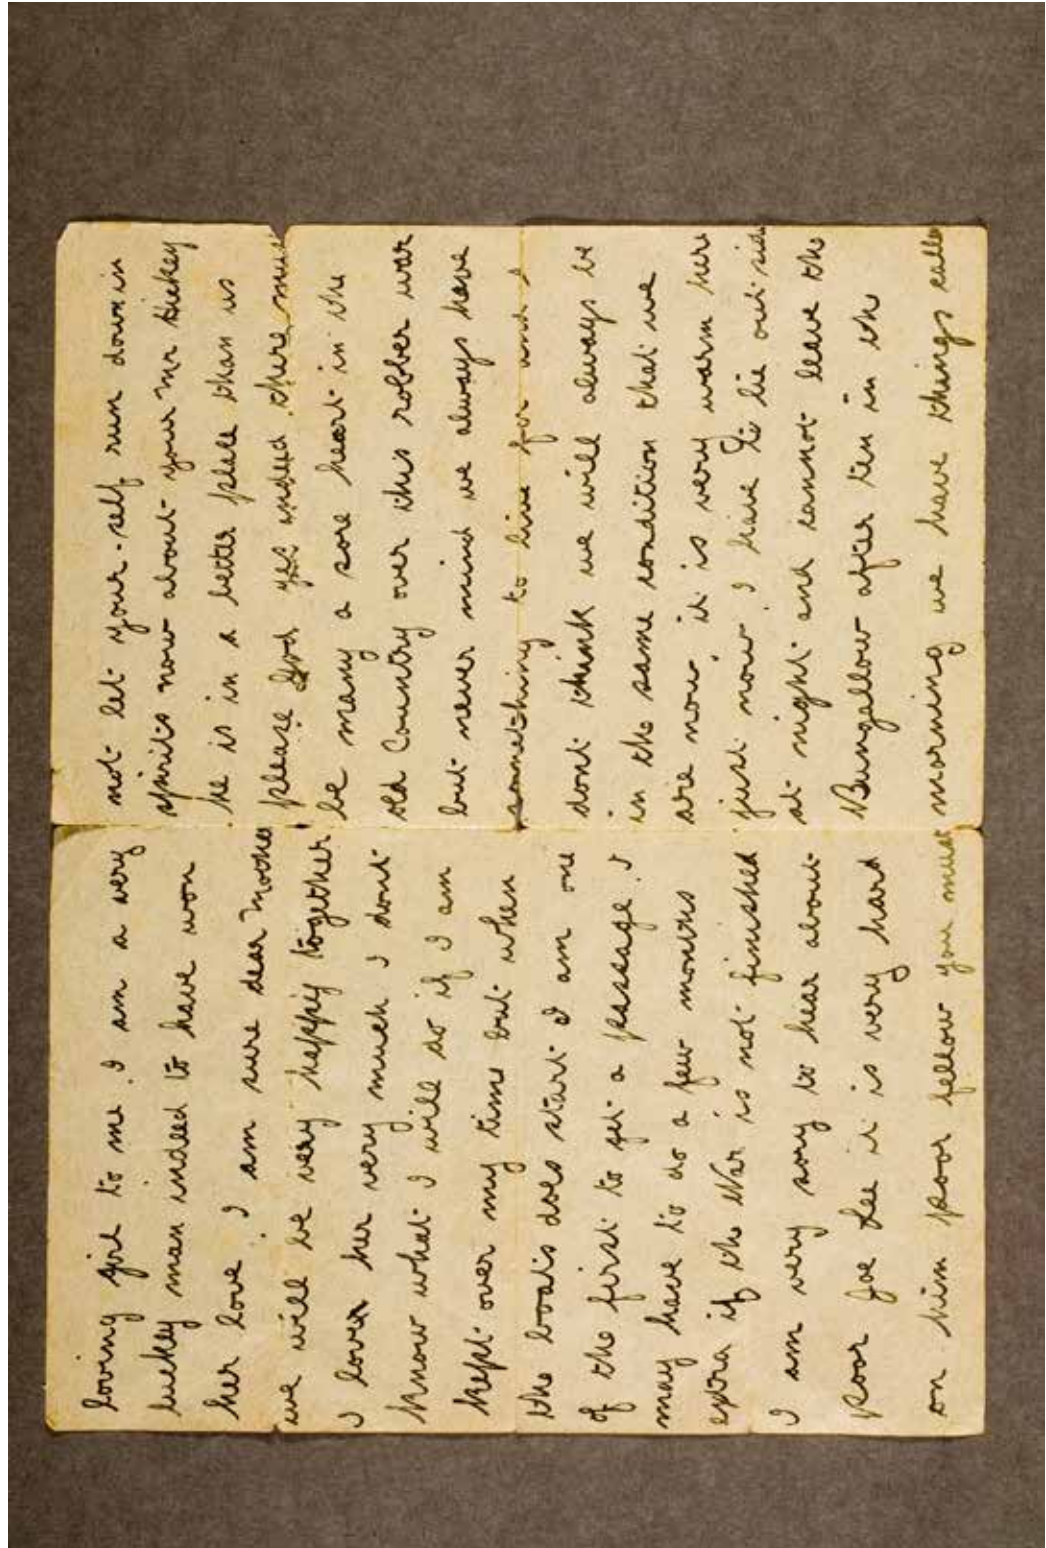 loving girl to me. I am a very
luckey man indeed to have won
her love. I am sure dear Mother
we will be very happy together
I love her very much I dont
know what I will do if I am
kept over my time but when
the boats does start I am one
of the first to get a passage. I
may have to do a few months
extra if the War is not finished
I am very sory to hear about
poor Joe Lee it is very hard
on him poor fellow you must
not let your-self run down in
spirits now about your Mr Hickey
he is in a better place than us
please God yes indeed there must
be many a sore heart in the
old Country over this robber war
but never mind we always have
something to live for and I
dont think we will always be
in the same condition that we
are now. it is very warm here
just now. I have to lie out side
at night and cannot leave the
Bungallow after ten in the
morning we have things calle